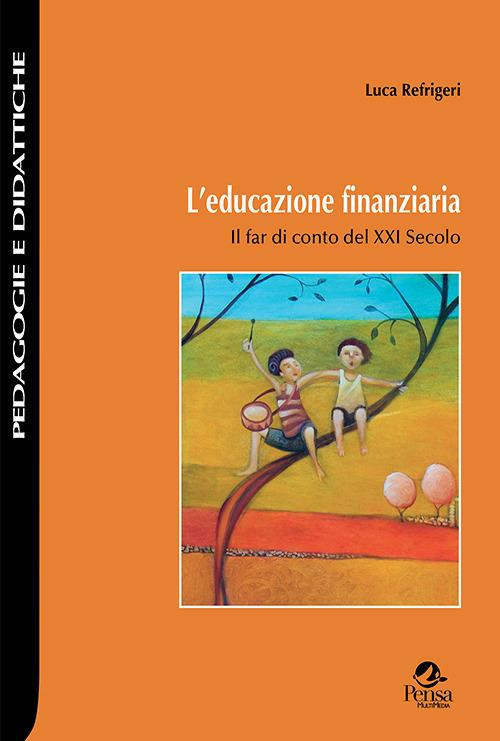 PEDAGOGIE E DIDATTICHE
Luca Refrigeri
L'educazione finanziaria
Il far di conto del XXI Secolo
Pensa
MULTIMEDIA